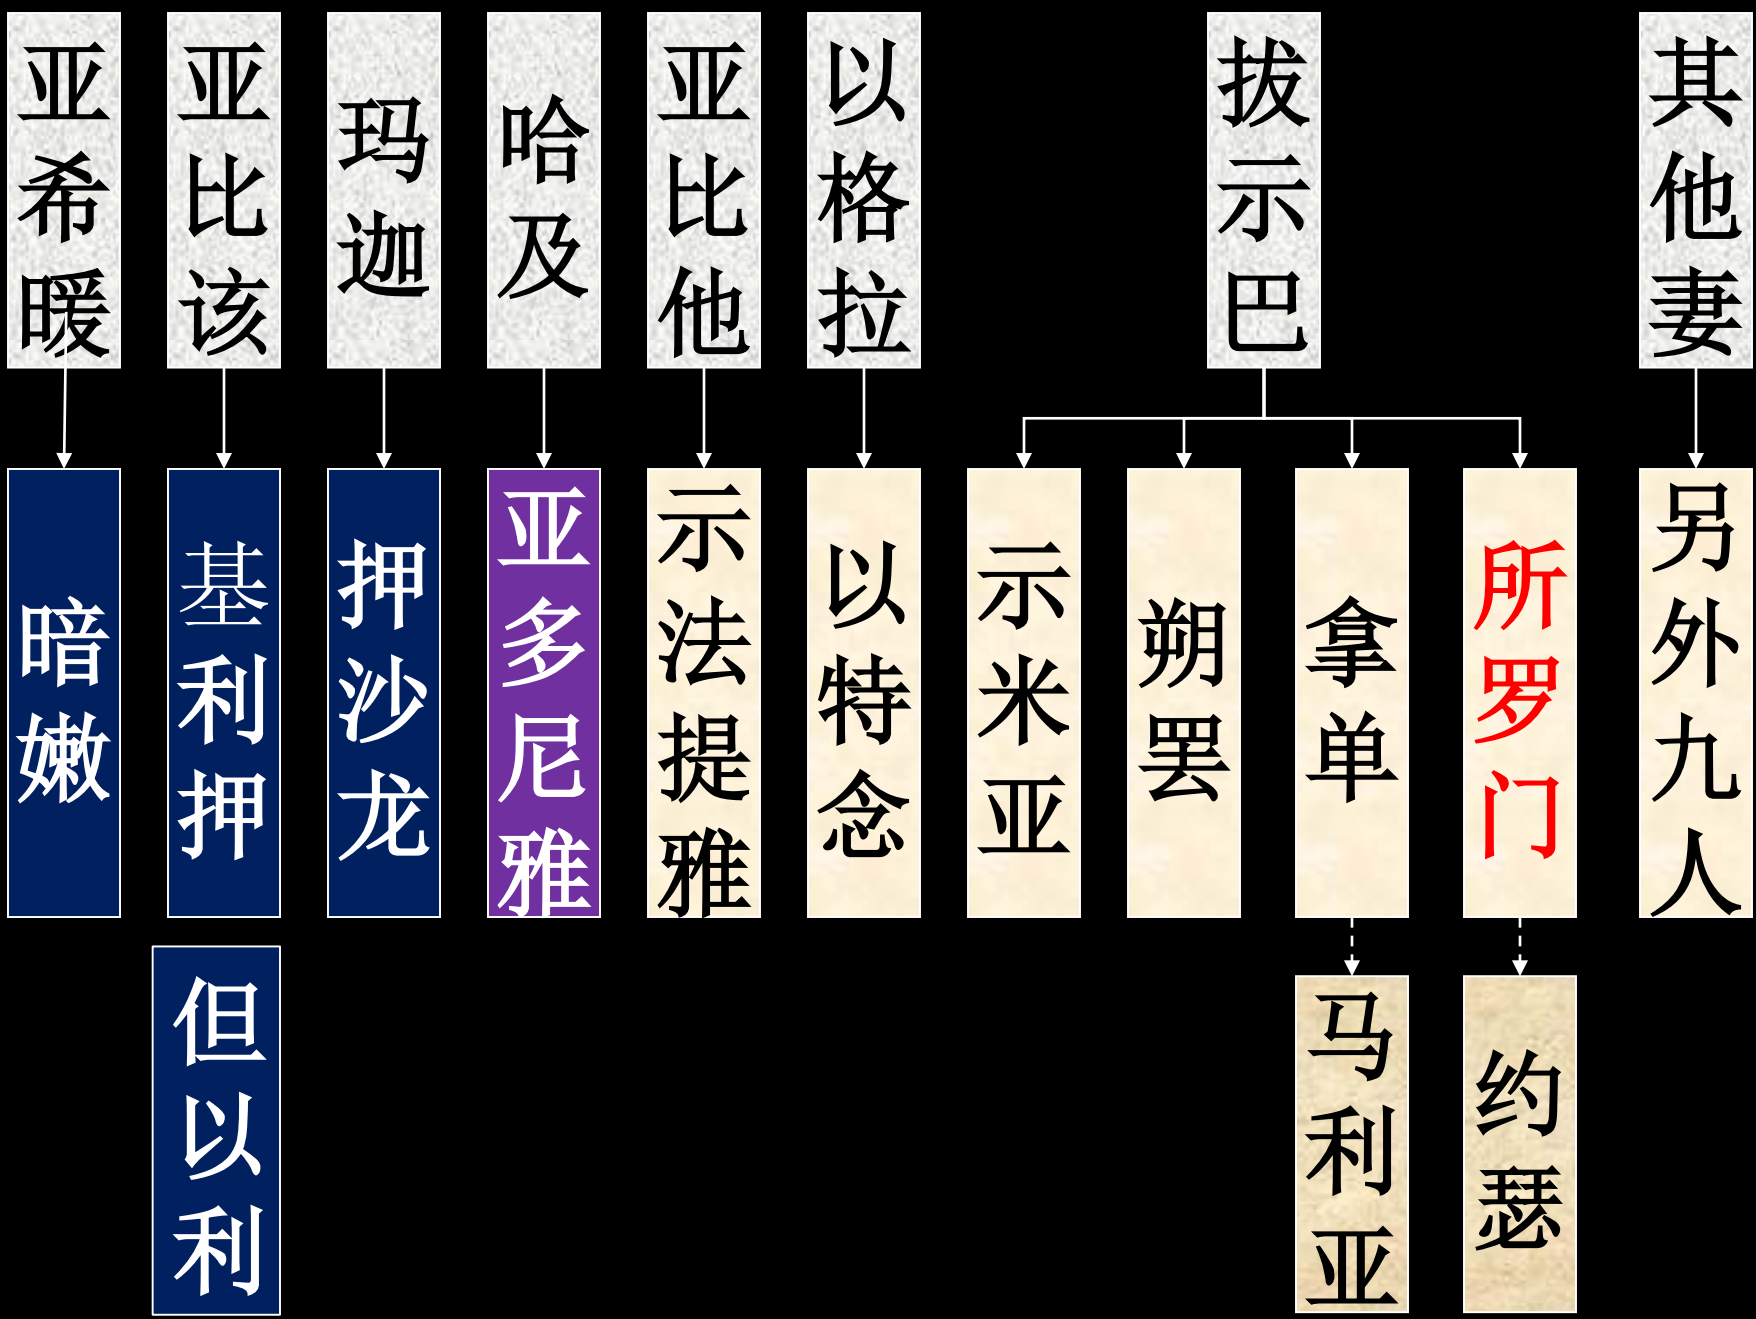 亚希暖
亚比该
玛迦
哈及
亚比他
以格拉
拔示巴
其他妻
暗嫩
基利押
押沙龙
亚多尼雅
示法提雅
以特念
示米亚
朔罢
拿单
所罗门
另外九人
但以利
马利亚
约瑟